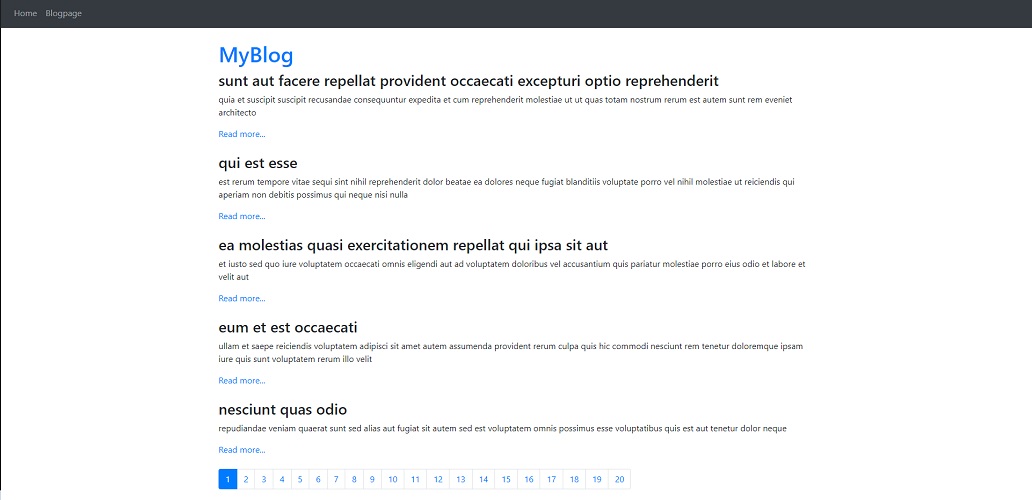 Home Blogpage
MyBlog
sunt aut facere repellat provident occaecati excepturi optio reprehenderit
quia et suscipit suscipit recusandae consequuntur expedita et cum reprehenderit molestiae ut ut quas totam nostrum rerum est autem sunt rem eveniet
architecto
Read more...
qui est esse
est rerum tempore vitae sequi sint nihil reprehenderit dolor beatae ea dolores neque fugiat blanditiis voluptate porro vel nihil molestiae ut reiciendis qui
aperiam non debitis possimus qui neque nisi nulla
Read more...
ea molestias quasi exercitationem repellat qui ipsa sit aut
et iusto sed quo iure voluptatem occaecati omnis eligendi aut ad voluptatem doloribus vel accusantium quis pariatur molestiae porro eius odio et labore et
velit aut
Read more...
eum et est occaecati
ullam et saepe reiciendis voluptatem adipisci sit amet autem assumenda provident rerum culpa quis hic commodi nesciunt rem tenetur doloremque ipsam
iure quis sunt voluptatem rerum illo velit
Read more...
nesciunt quas odio
repudiandae veniam quaerat sunt sed alias aut fugiat sit autem sed est voluptatem omnis possimus esse voluptatibus quis est aut tenetur dolor neque
Read more...
1 2 3 4 5 6 7 8 9 10 11 12 13 14 15 16 17 18 19 20